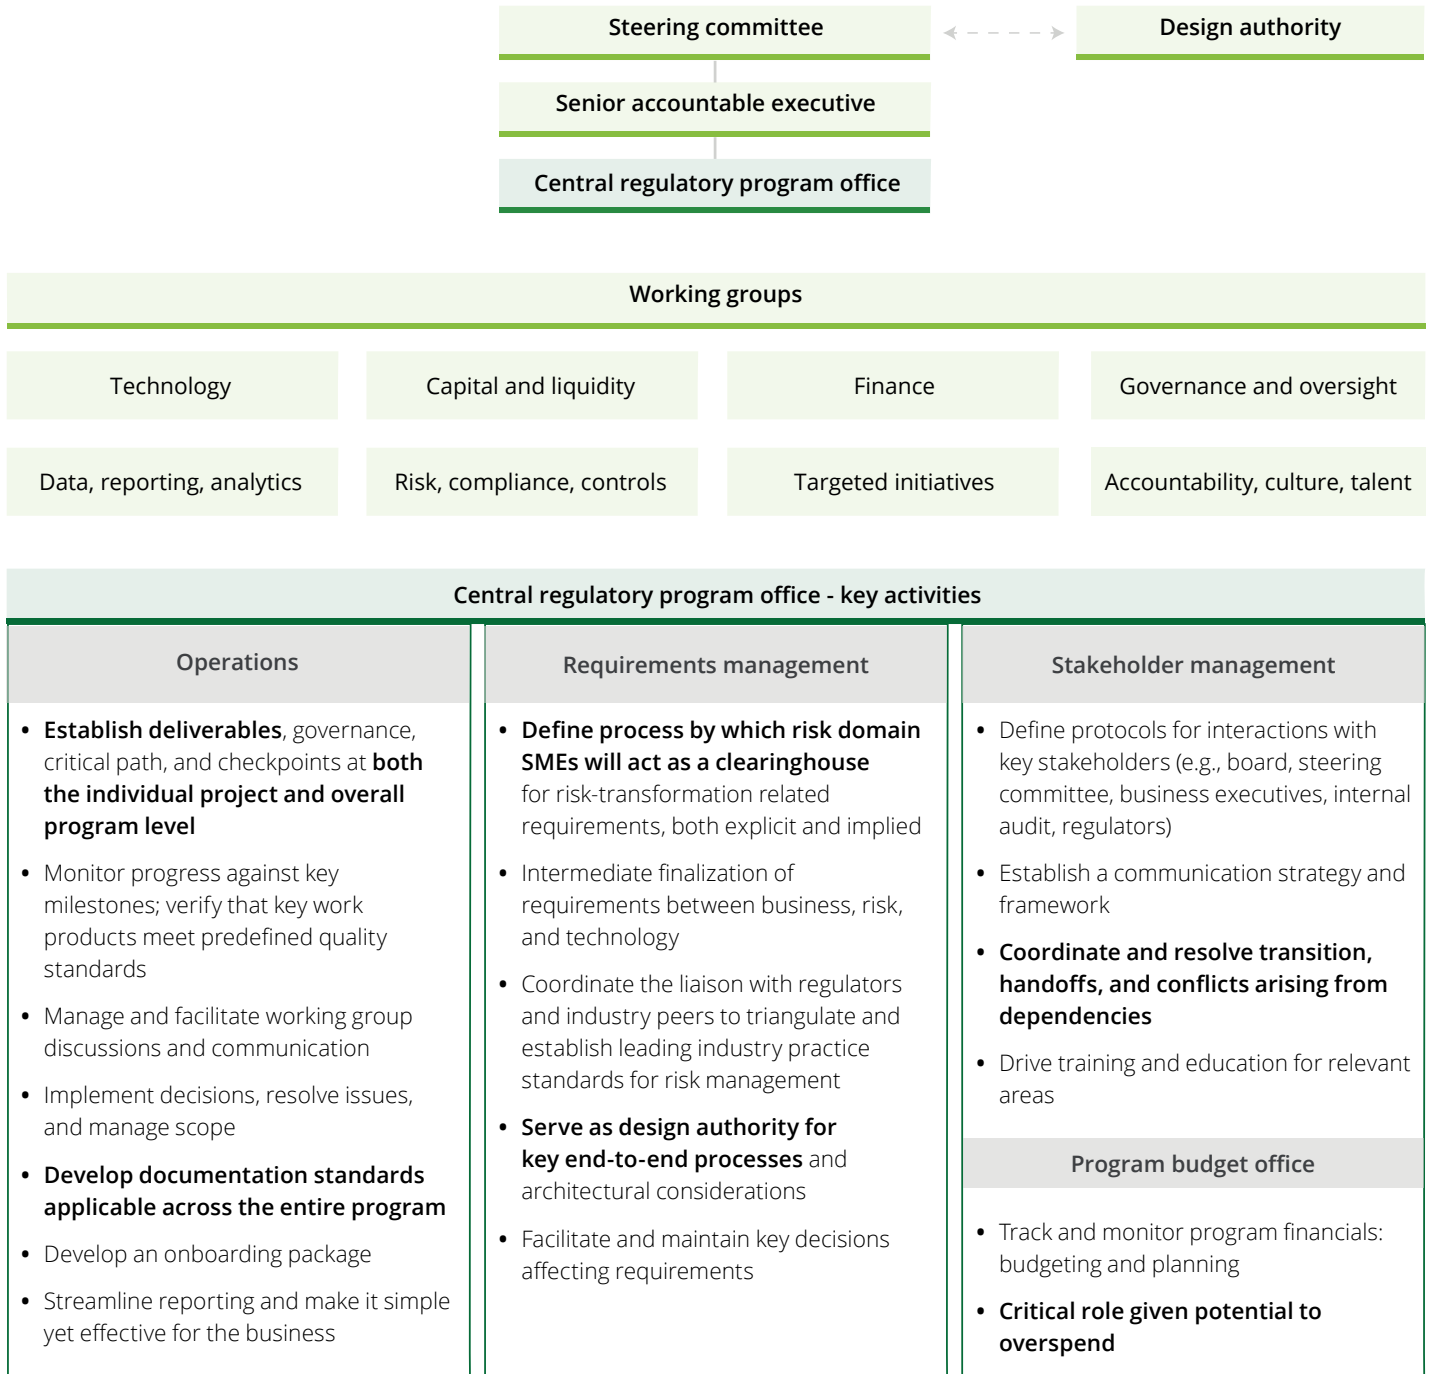 Steering committee
Design authority
Senior accountable executive
Central regulatory program office
Working groups
Technology
Capital and liquidity
Finance
Governance and oversight
Data, reporting, analytics
Risk, compliance, controls
Targeted initiatives
Accountability, culture, talent
Central regulatory program office - key activities
Operations
• Establish deliverables, governance,
critical path, and checkpoints at both
the individual project and overall
program level
• Monitor progress against key
milestones; verify that key work
products meet predefined quality
standards
• Manage and facilitate working group
discussions and communication
• Implement decisions, resolve issues,
and manage scope
• Develop documentation standards
applicable across the entire program
• Develop an onboarding package
• Streamline reporting and make it simple
yet effective for the business
Requirements management
• Define process by which risk domain
SMEs will act as a clearinghouse
for risk-transformation related
requirements, both explicit and implied
• Intermediate finalization of
requirements between business, risk,
and technology
• Coordinate the liaison with regulators
and industry peers to triangulate and
establish leading industry practice
standards for risk management
• Serve as design authority for
key end-to-end processes and
architectural considerations
• Facilitate and maintain key decisions
affecting requirements
Stakeholder management
• Define protocols for interactions with
key stakeholders (e.g., board, steering
committee, business executives, internal
audit, regulators)
• Establish a communication strategy and
framework
• Coordinate and resolve transition,
handoffs, and conflicts arising from
dependencies
• Drive training and education for relevant
areas
Program budget office
• Track and monitor program financials:
budgeting and planning
• Critical role given potential to
overspend